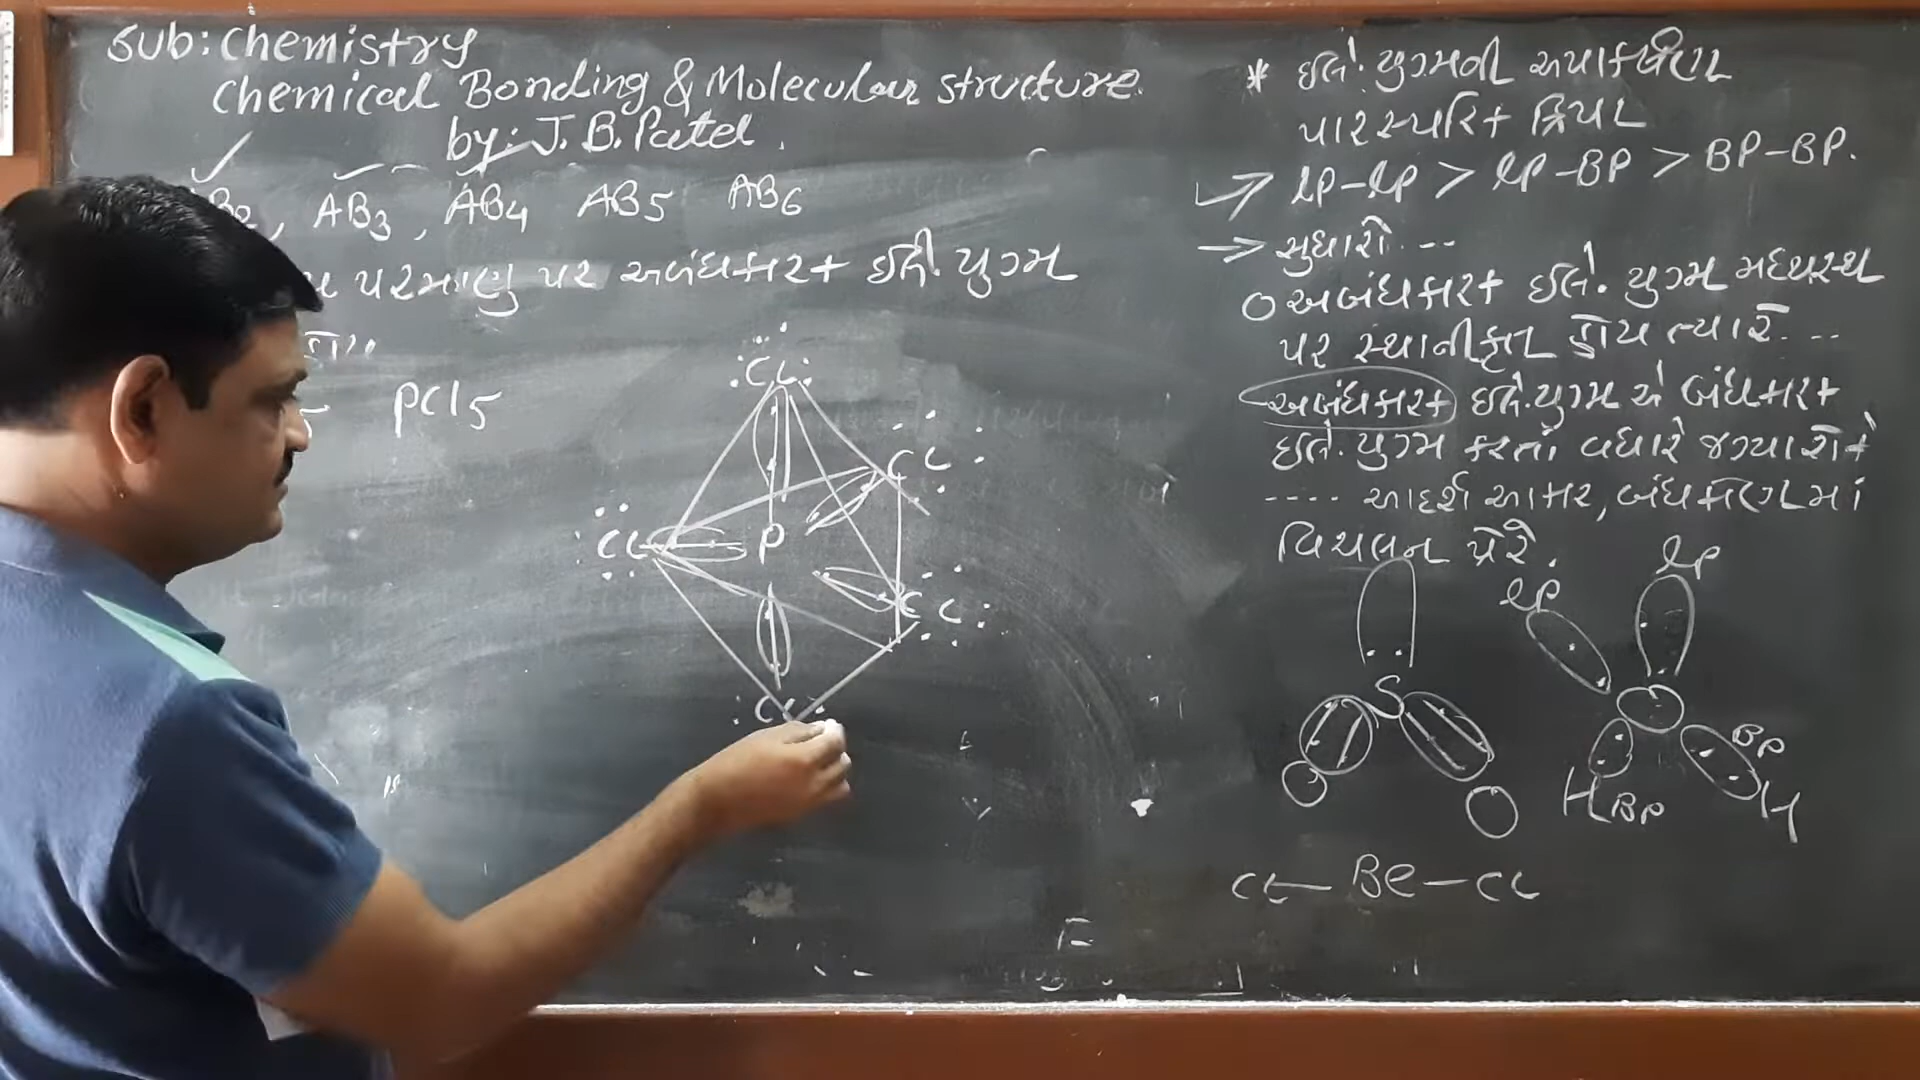 Sub: Chemistry
Chemical Bonding & Molecular structure
by: J. B. Patel.
AB3, AB4 AB5 AB6
પરમાણુ પર અબંધકારક ઇલે. યુગ્મ
PCl5
Cl
Cl
Cl P
Cl
Cl
* ઇલે. યુગ્મની અપાકર્ષણ
પારસ્પરિક ક્રિયા
→ lp-lp > lp-BP > BP-BP.
→ સુધારો --
○ અબંધકારક ઇલે. યુગ્મ મધ્યસ્થ
પર સ્થાનીકૃત હોય ત્યારે --
અબંધકારક ઇલે. યુગ્મ એ બંધકારક
ઇલે. યુગ્મ કરતાં વધારે જગ્યા રોકે
---- આદર્શ આકાર, બંધકોણમાં
વિચલન પ્રેરે.
lp lp
S
BP
H BP H
Cl — Be — Cl
F